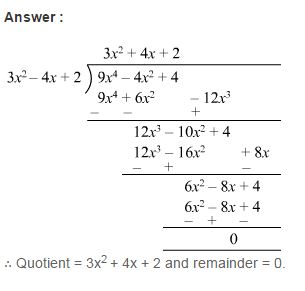 Answer :
3x² + 4x + 2
3x² – 4x + 2 ) 9x⁴ – 4x² + 4
9x⁴ + 6x² – 12x³
– – +
12x³ – 10x² + 4
12x³ – 16x² + 8x
– + –
6x² – 8x + 4
6x² – 8x + 4
– + –
0
∴ Quotient = 3x² + 4x + 2 and remainder = 0.